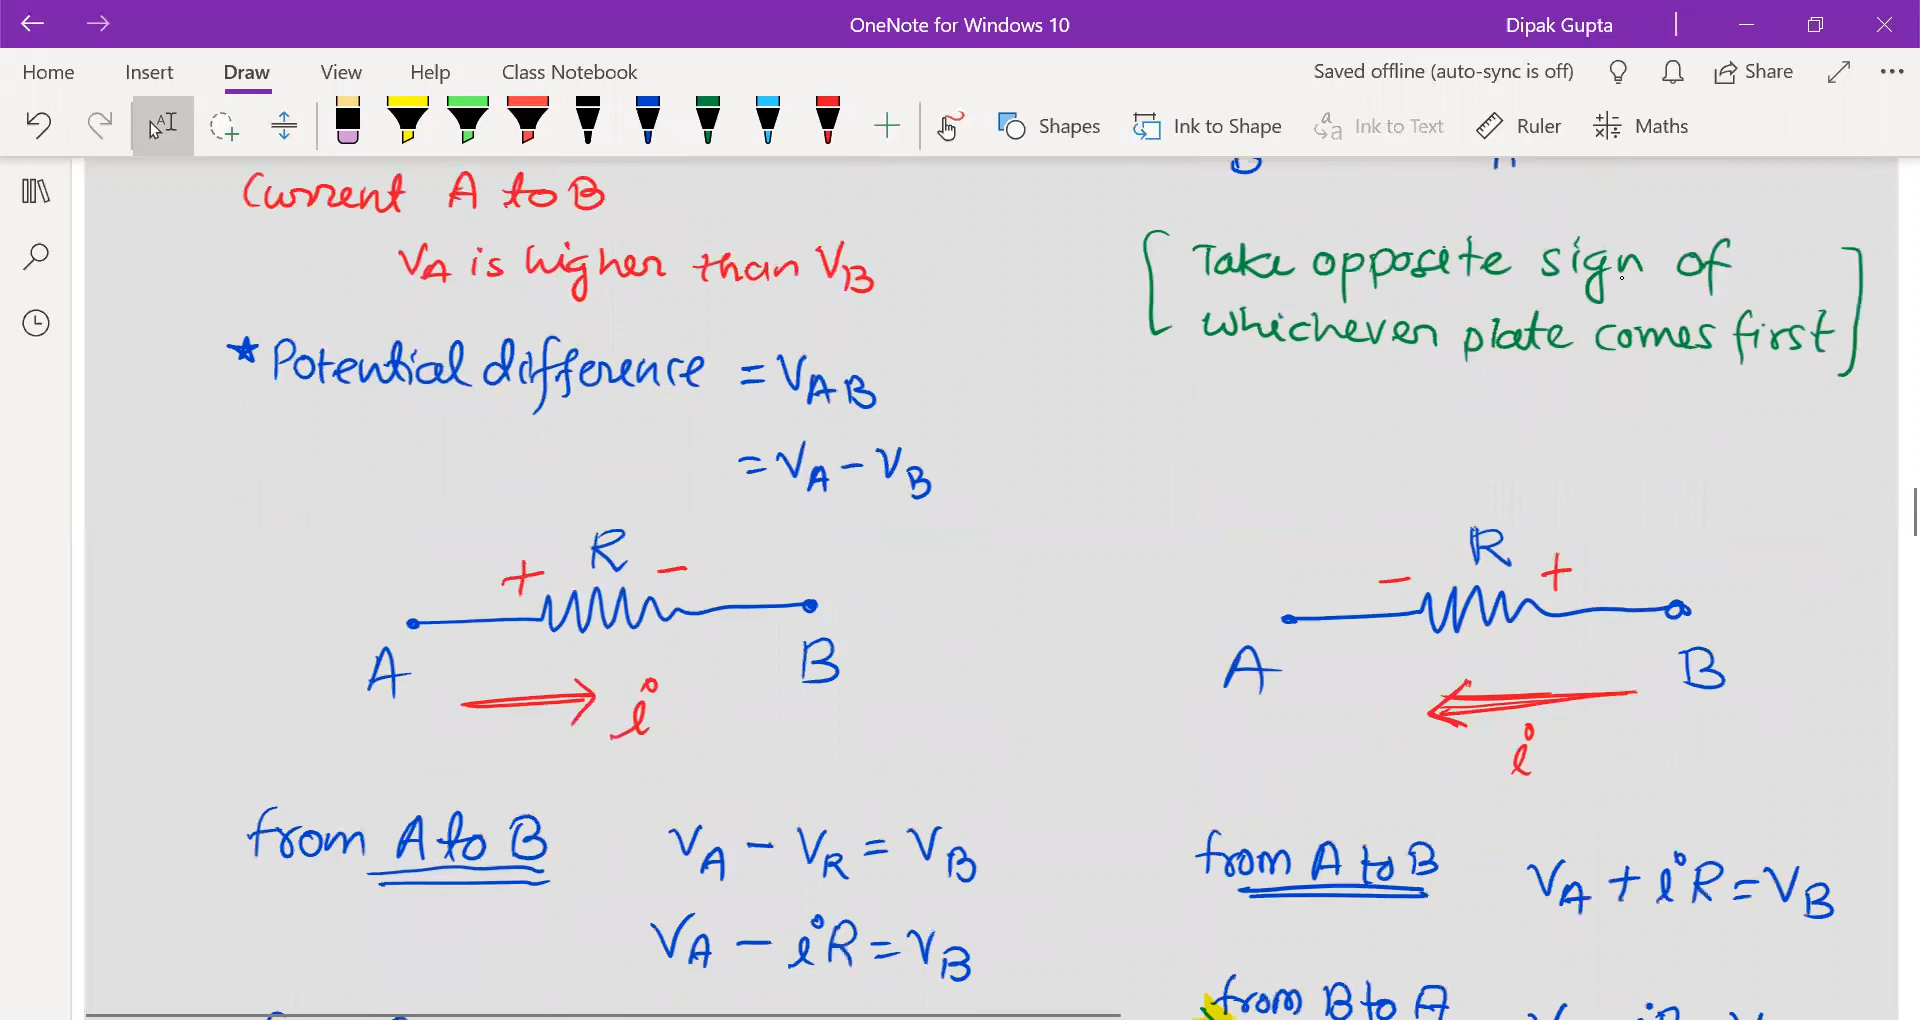 OneNote for Windows 10
Dipak Gupta
Home Insert Draw View Help Class Notebook
Saved offline (auto-sync is off) Share
Shapes Ink to Shape Ink to Text Ruler Maths
Current A to B
VA is higher than VB
* Potential difference = VAB
= VA - VB
+ R -
A B
i
from A to B VA - VR = VB
VA - iR = VB
B A
[Take opposite sign of
whichever plate comes first]
- R +
A B
i
from A to B VA + iR = VB
from B to A